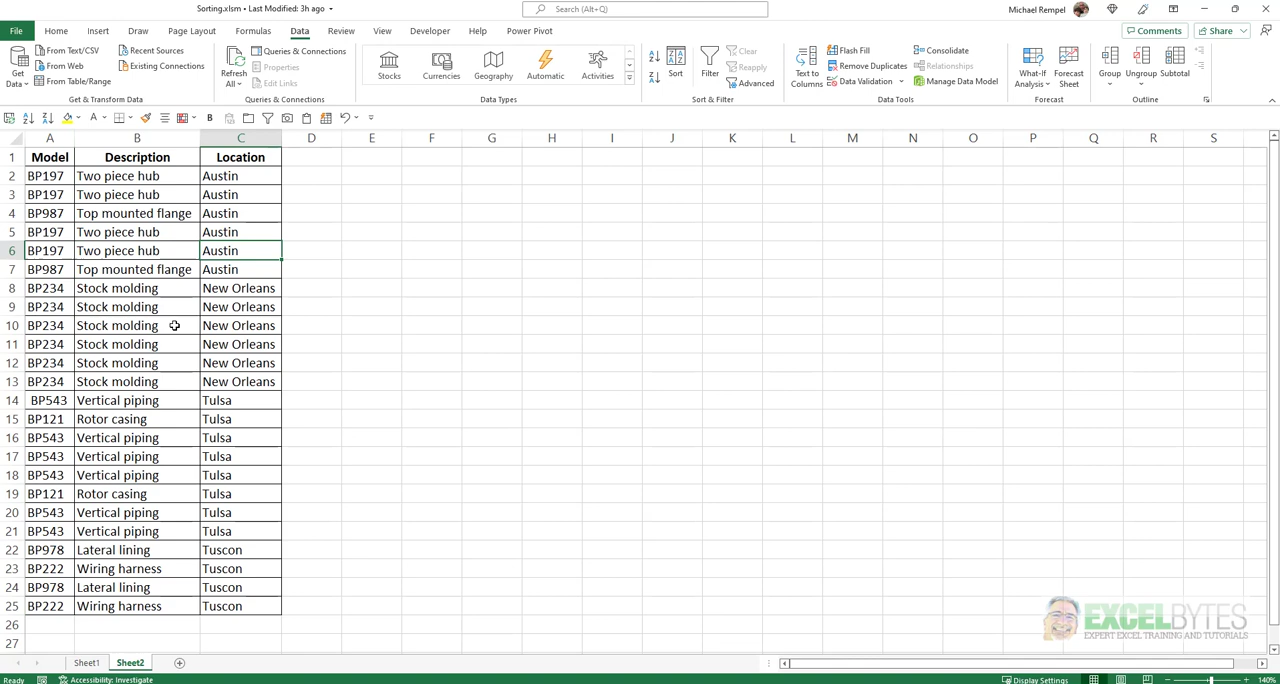 Sorting.xlsm • Last Modified: 3h ago
Search (Alt+Q)
Michael Rempel
File Home Insert Draw Page Layout Formulas Data Review View Developer Help Power Pivot
Comments Share
Get Data
From Text/CSV
From Web
From Table/Range
Recent Sources
Existing Connections
Get & Transform Data
Refresh All
Queries & Connections
Properties
Edit Links
Queries & Connections
Stocks Currencies Geography Automatic Activities
Data Types
Sort
Filter
Clear
Reapply
Advanced
Sort & Filter
Text to Columns
Flash Fill
Remove Duplicates
Data Validation
Consolidate
Relationships
Manage Data Model
Data Tools
What-If Analysis
Forecast Sheet
Forecast
Group Ungroup Subtotal
Outline
A B C D E F G H I J K L M N O P Q R S
1 Model Description Location
2 BP197 Two piece hub Austin
3 BP197 Two piece hub Austin
4 BP987 Top mounted flange Austin
5 BP197 Two piece hub Austin
6 BP197 Two piece hub Austin
7 BP987 Top mounted flange Austin
8 BP234 Stock molding New Orleans
9 BP234 Stock molding New Orleans
10 BP234 Stock molding New Orleans
11 BP234 Stock molding New Orleans
12 BP234 Stock molding New Orleans
13 BP234 Stock molding New Orleans
14 BP543 Vertical piping Tulsa
15 BP121 Rotor casing Tulsa
16 BP543 Vertical piping Tulsa
17 BP543 Vertical piping Tulsa
18 BP543 Vertical piping Tulsa
19 BP121 Rotor casing Tulsa
20 BP543 Vertical piping Tulsa
21 BP543 Vertical piping Tulsa
22 BP978 Lateral lining Tuscon
23 BP222 Wiring harness Tuscon
24 BP978 Lateral lining Tuscon
25 BP222 Wiring harness Tuscon
26
27
EXCELBYTES
EXPERT EXCEL TRAINING AND TUTORIALS
Sheet1 Sheet2
Ready Accessibility: Investigate
Display Settings
140%